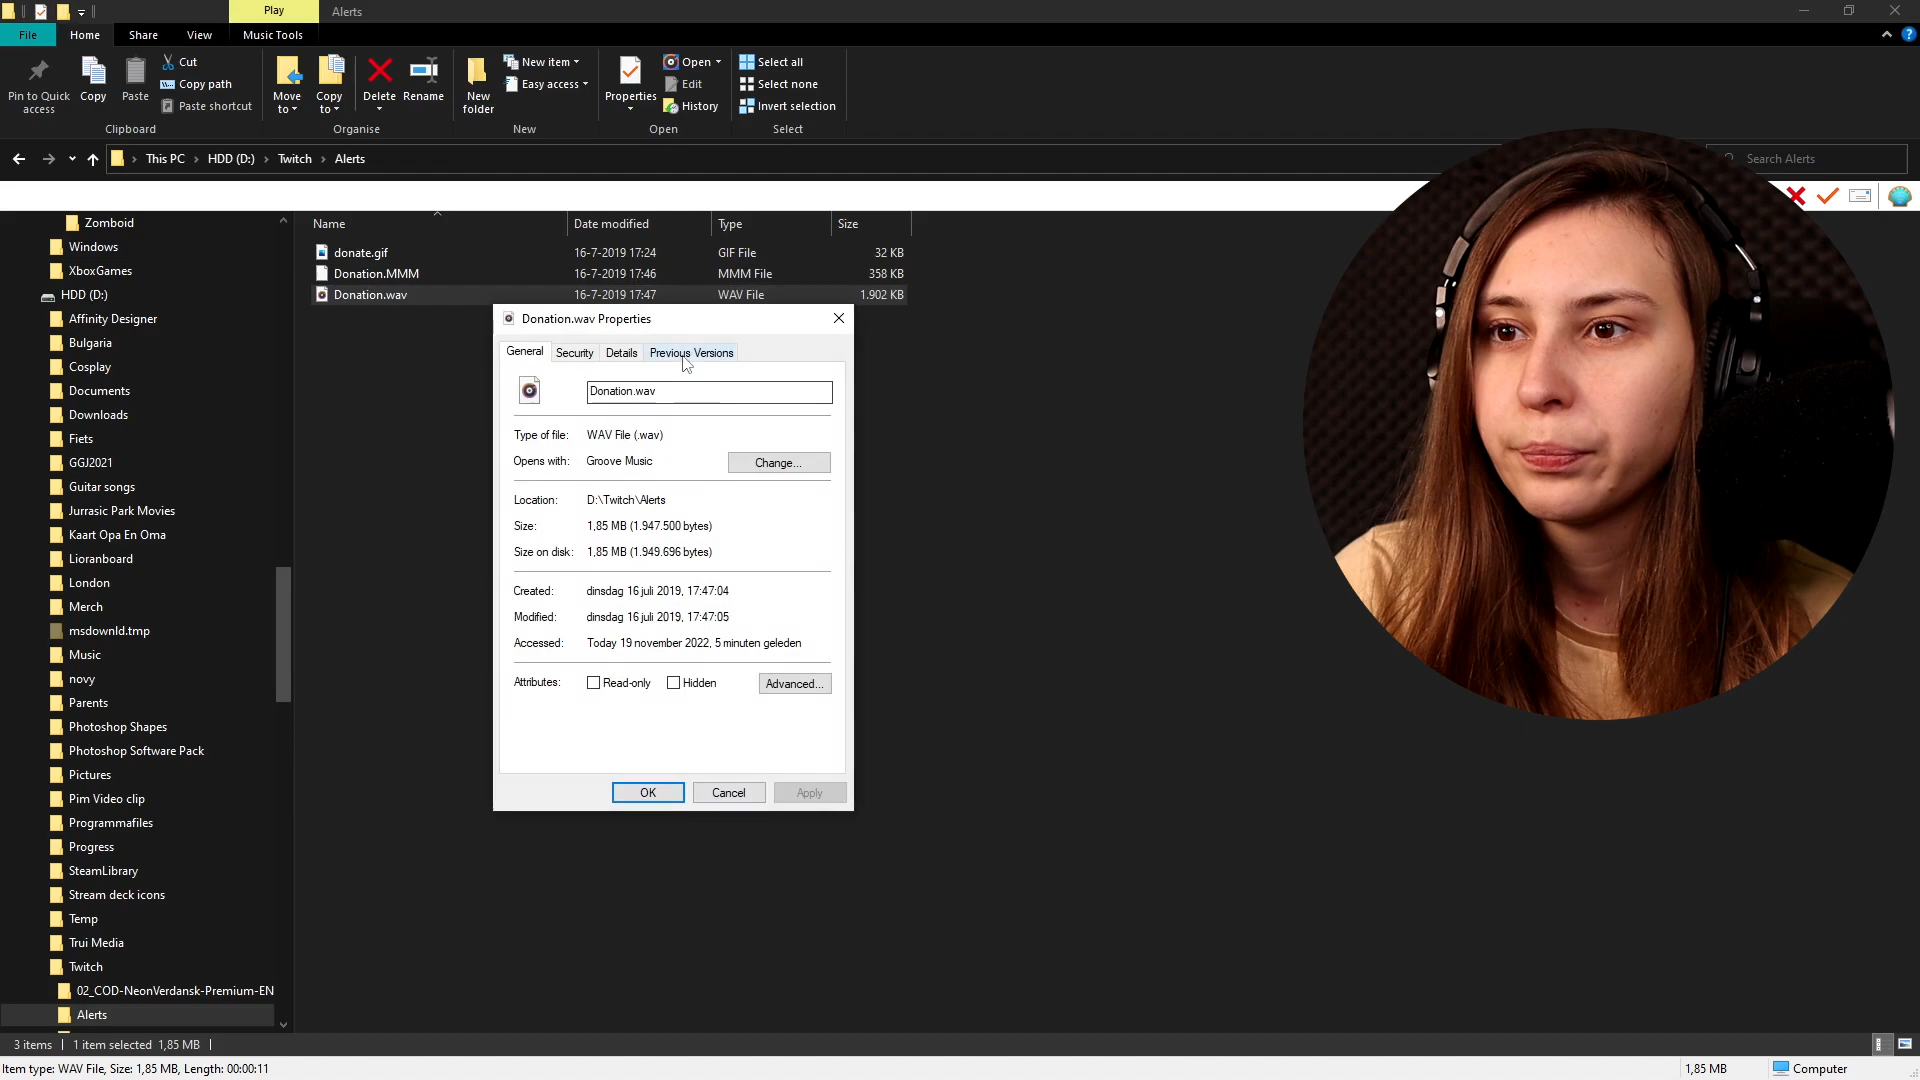 Play
Alerts
File
Home
Share
View
Music Tools
Pin to Quick access
Copy
Paste
Cut
Copy path
Paste shortcut
Clipboard
Move to
Copy to
Delete
Rename
Organise
New folder
New item
Easy access
New
Properties
Open
Edit
History
Open
Select all
Select none
Invert selection
Select
This PC
HDD (D:)
Twitch
Alerts
Search Alerts
Name
Date modified
Type
Size
donate.gif 16-7-2019 17:24 GIF File 32 KB
Donation.MMM 16-7-2019 17:46 MMM File 358 KB
Donation.wav 16-7-2019 17:47 WAV File 1.902 KB
Zomboid
Windows
XboxGames
HDD (D:)
Affinity Designer
Bulgaria
Cosplay
Documents
Downloads
Fiets
GGJ2021
Guitar songs
Jurrasic Park Movies
Kaart Opa En Oma
Lioranboard
London
Merch
msdownld.tmp
Music
novy
Parents
Photoshop Shapes
Photoshop Software Pack
Pictures
Pim Video clip
Programmafiles
Progress
SteamLibrary
Stream deck icons
Temp
Trui Media
Twitch
02_COD-NeonVerdansk-Premium-EN
Alerts
Donation.wav Properties
General
Security
Details
Previous Versions
Donation.wav
Type of file: WAV File (.wav)
Opens with: Groove Music
Change...
Location: D:\Twitch\Alerts
Size: 1,85 MB (1.947.500 bytes)
Size on disk: 1,85 MB (1.949.696 bytes)
Created: dinsdag 16 juli 2019, 17:47:04
Modified: dinsdag 16 juli 2019, 17:47:05
Accessed: Today 19 november 2022, 5 minuten geleden
Attributes: Read-only Hidden
Advanced...
OK
Cancel
Apply
3 items
1 item selected 1,85 MB
Item type: WAV File, Size: 1,85 MB, Length: 00:00:11
1,85 MB
Computer